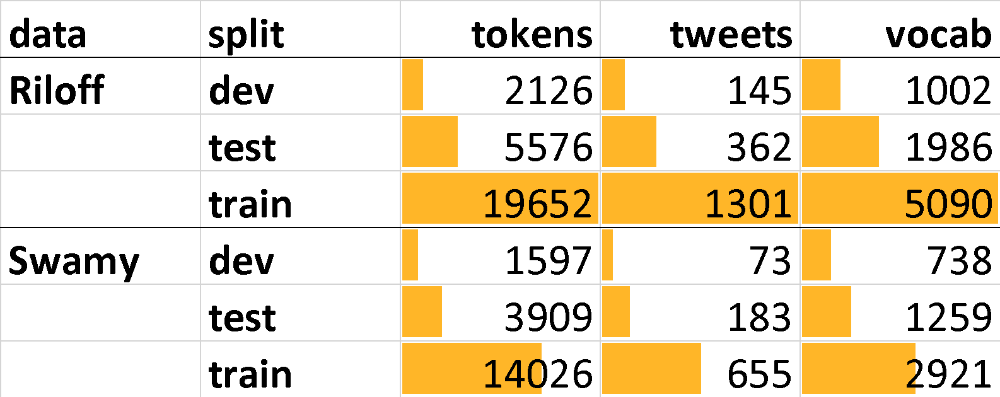 data split tokens tweets vocab
Riloff dev 2126 145 1002
test 5576 362 1986
train 19652 1301 5090
Swamy dev 1597 73 738
test 3909 183 1259
train 14026 655 2921